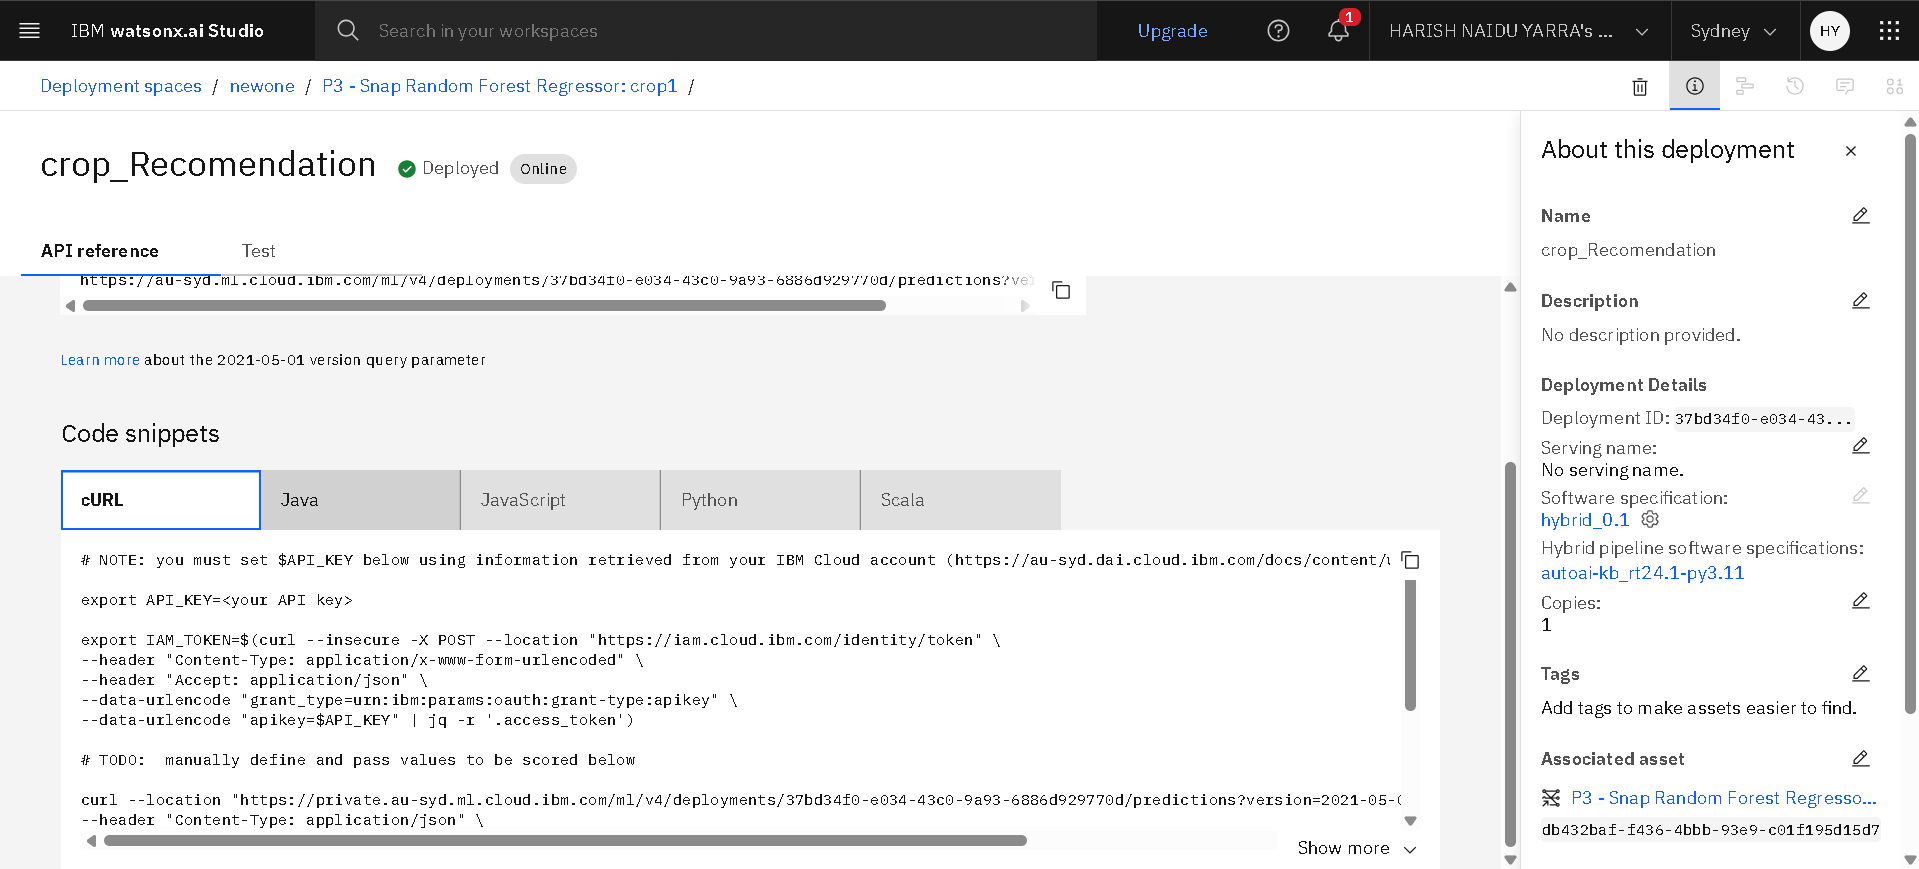 IBM watsonx.ai Studio
Search in your workspaces
Upgrade
1
HARISH NAIDU YARRA's ...
Sydney
HY
Deployment spaces / newone / P3 - Snap Random Forest Regressor: crop1 /
crop_Recomendation
Deployed
Online
API reference
Test
https://au-syd.ml.cloud.ibm.com/ml/v4/deployments/37bd34f0-e034-43c0-9a93-6886d929770d/predictions?ver
Learn more about the 2021-05-01 version query parameter
Code snippets
cURL
Java
JavaScript
Python
Scala
# NOTE: you must set $API_KEY below using information retrieved from your IBM Cloud account (https://au-syd.dai.cloud.ibm.com/docs/content/
export API_KEY=<your API key>
export IAM_TOKEN=$(curl --insecure -X POST --location "https://iam.cloud.ibm.com/identity/token" \
--header "Content-Type: application/x-www-form-urlencoded" \
--header "Accept: application/json" \
--data-urlencode "grant_type=urn:ibm:params:oauth:grant-type:apikey" \
--data-urlencode "apikey=$API_KEY" | jq -r '.access_token')
# TODO:  manually define and pass values to be scored below
curl --location "https://private.au-syd.ml.cloud.ibm.com/ml/v4/deployments/37bd34f0-e034-43c0-9a93-6886d929770d/predictions?version=2021-05-0
--header "Content-Type: application/json" \
Show more
About this deployment
Name
crop_Recomendation
Description
No description provided.
Deployment Details
Deployment ID: 37bd34f0-e034-43...
Serving name:
No serving name.
Software specification:
hybrid_0.1
Hybrid pipeline software specifications:
autoai-kb_rt24.1-py3.11
Copies:
1
Tags
Add tags to make assets easier to find.
Associated asset
P3 - Snap Random Forest Regresso...
db432baf-f436-4bbb-93e9-c01f195d15d7